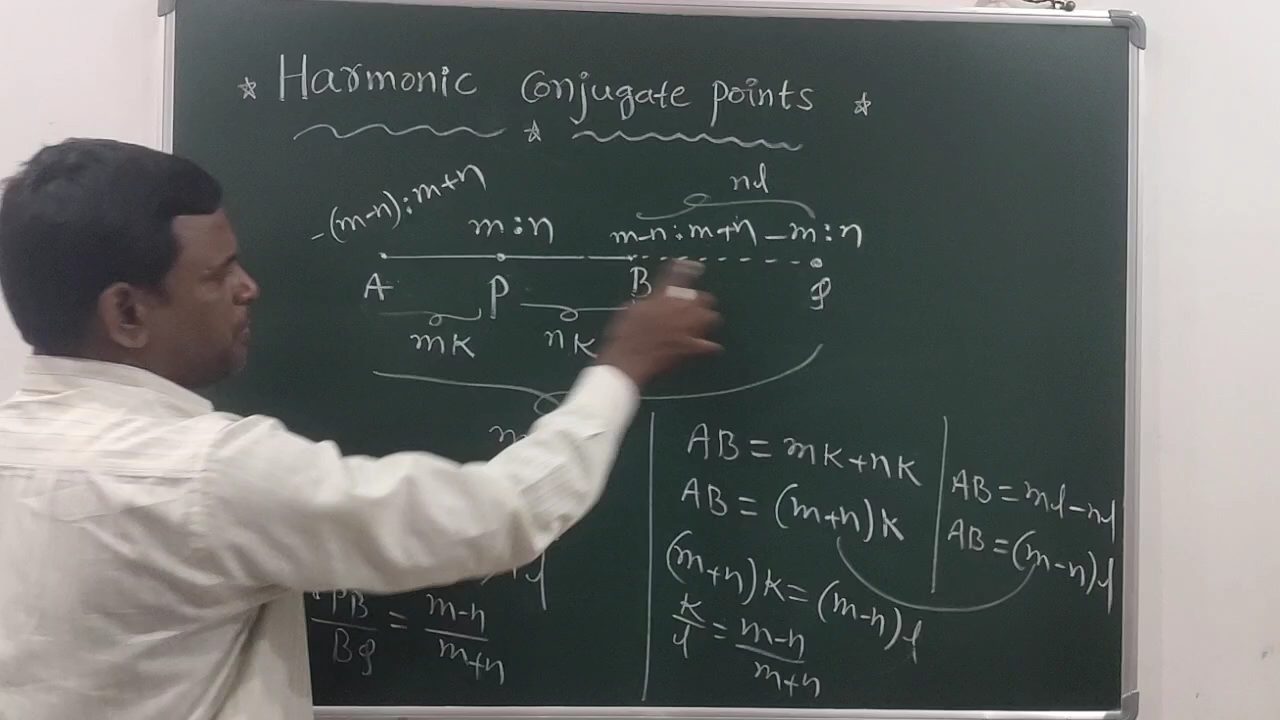 ☆ Harmonic Conjugate points ☆
☆
nl
-(m-n):m+n
m:n
m-n:m+n
-m:n
A
P
B
Q
mk
nk
AB = mk+nk
AB = (m+n)k
(m+n)k = (m-n)l
k/l = m-n/m+n
AB = ml-nl
AB = (m-n)l
PB/BQ = m-n/m+n